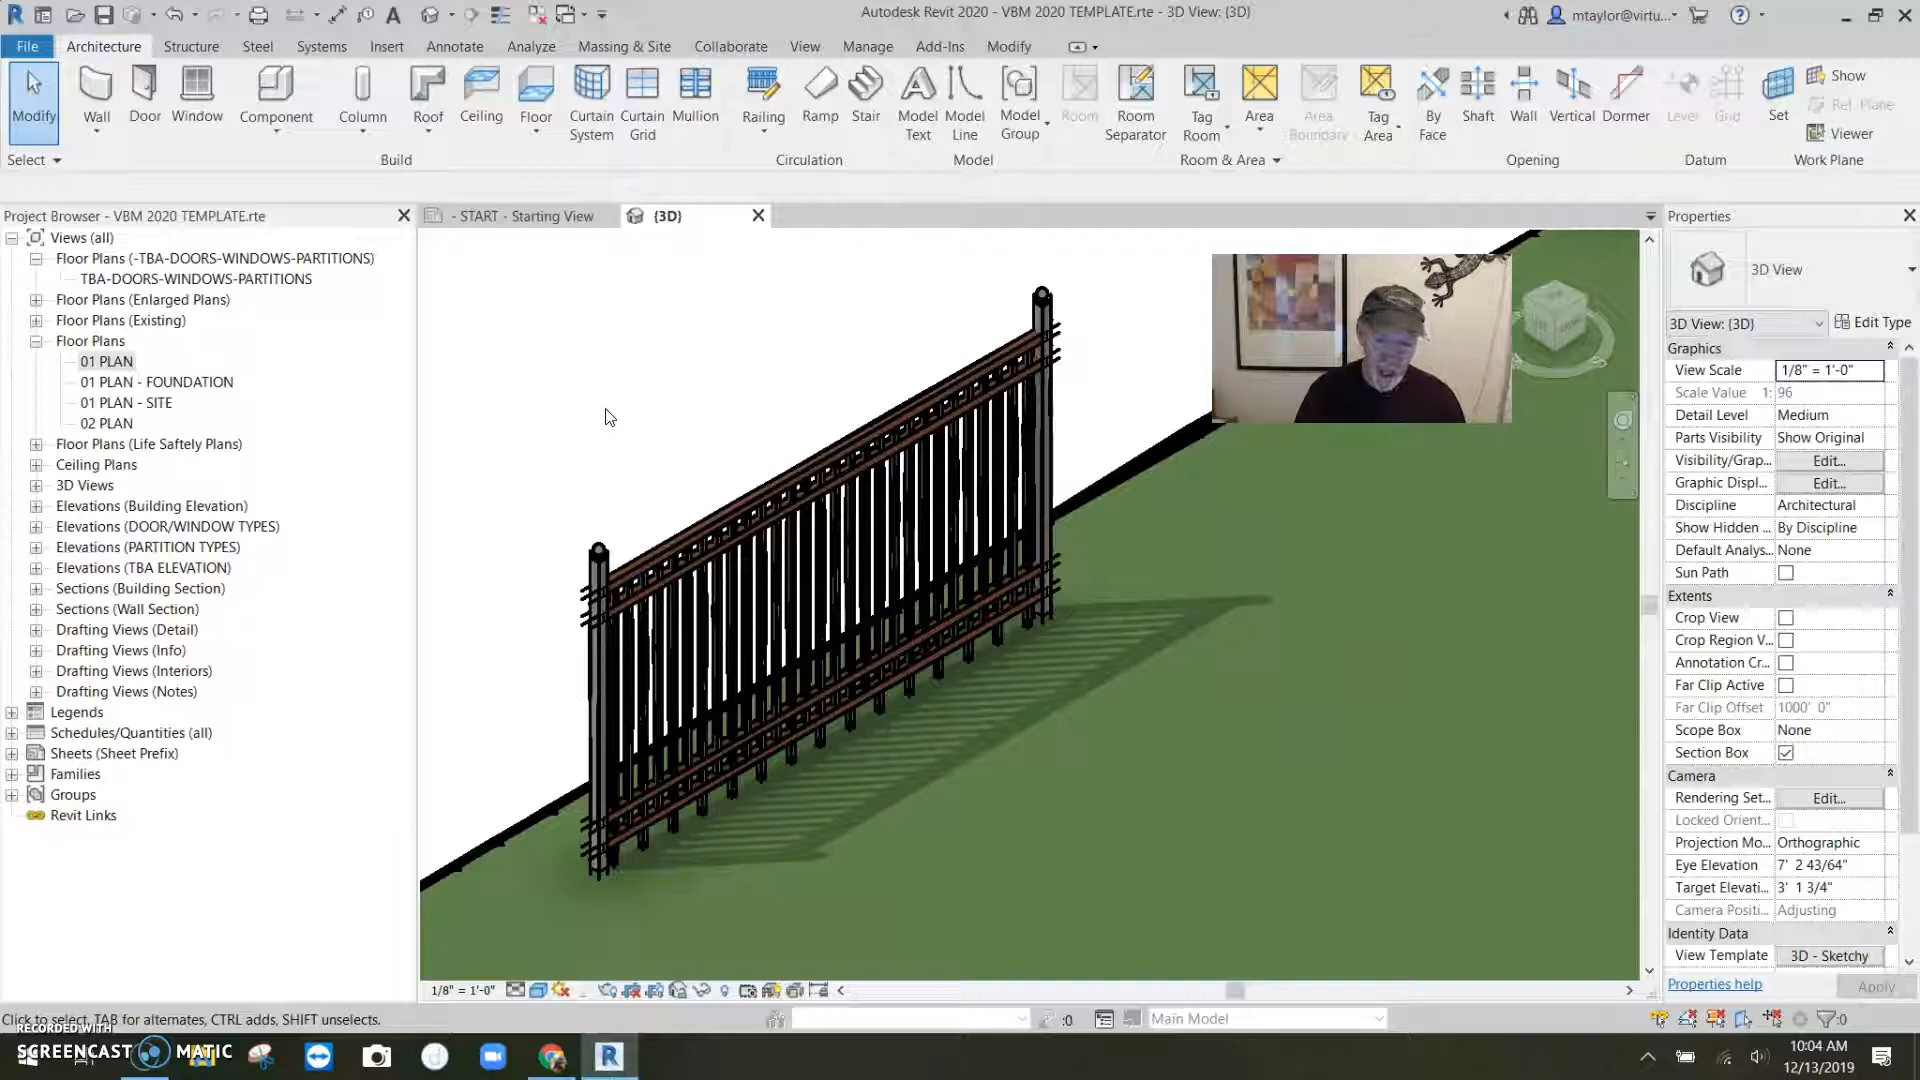 Autodesk Revit 2020 - VBM 2020 TEMPLATE.rte - 3D View: {3D}
mtaylor@virtu...
File Architecture Structure Steel Systems Insert Annotate Analyze Massing & Site Collaborate View Manage Add-Ins Modify
Modify Wall Door Window Component Column Roof Ceiling Floor Curtain System Curtain Grid Mullion Railing Ramp Stair Model Text Model Line Model Group Room Room Separator Tag Room Area Area Boundary Tag Area By Face Shaft Wall Vertical Dormer Level Grid Set Show Ref Plane Viewer
Select Build Circulation Model Room & Area Opening Datum Work Plane
Project Browser - VBM 2020 TEMPLATE.rte
Views (all)
Floor Plans (-TBA-DOORS-WINDOWS-PARTITIONS)
TBA-DOORS-WINDOWS-PARTITIONS
Floor Plans (Enlarged Plans)
Floor Plans (Existing)
Floor Plans
01 PLAN
01 PLAN - FOUNDATION
01 PLAN - SITE
02 PLAN
Floor Plans (Life Saftely Plans)
Ceiling Plans
3D Views
Elevations (Building Elevation)
Elevations (DOOR/WINDOW TYPES)
Elevations (PARTITION TYPES)
Elevations (TBA ELEVATION)
Sections (Building Section)
Sections (Wall Section)
Drafting Views (Detail)
Drafting Views (Info)
Drafting Views (Interiors)
Drafting Views (Notes)
Legends
Schedules/Quantities (all)
Sheets (Sheet Prefix)
Families
Groups
Revit Links
- START - Starting View
{3D}
Properties
3D View
3D View: {3D} Edit Type
Graphics
View Scale 1/8" = 1'-0"
Scale Value 1: 96
Detail Level Medium
Parts Visibility Show Original
Visibility/Grap... Edit...
Graphic Displ... Edit...
Discipline Architectural
Show Hidden ... By Discipline
Default Analys... None
Sun Path
Extents
Crop View
Crop Region V...
Annotation Cr...
Far Clip Active
Far Clip Offset 1000' 0"
Scope Box None
Section Box
Camera
Rendering Set... Edit...
Locked Orient...
Projection Mo... Orthographic
Eye Elevation 7' 2 43/64"
Target Elevati... 3' 1 3/4"
Camera Positi... Adjusting
Identity Data
View Template 3D - Sketchy
Properties help Apply
1/8" = 1'-0"
Click to select, TAB for alternates, CTRL adds, SHIFT unselects.
:0
Main Model
:0
RECORDED WITH
SCREENCAST MATIC
10:04 AM
12/13/2019